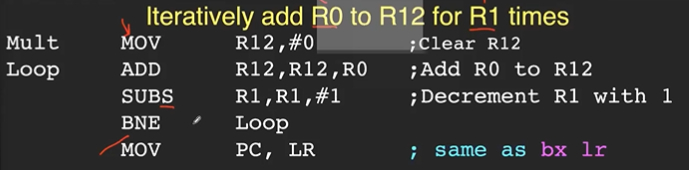 Iteratively add R0 to R12 for R1 times
Mult MOV R12,#0 ;Clear R12
Loop ADD R12,R12,R0 ;Add R0 to R12
SUBS R1,R1,#1 ;Decrement R1 with 1
BNE Loop
MOV PC, LR ; same as bx lr